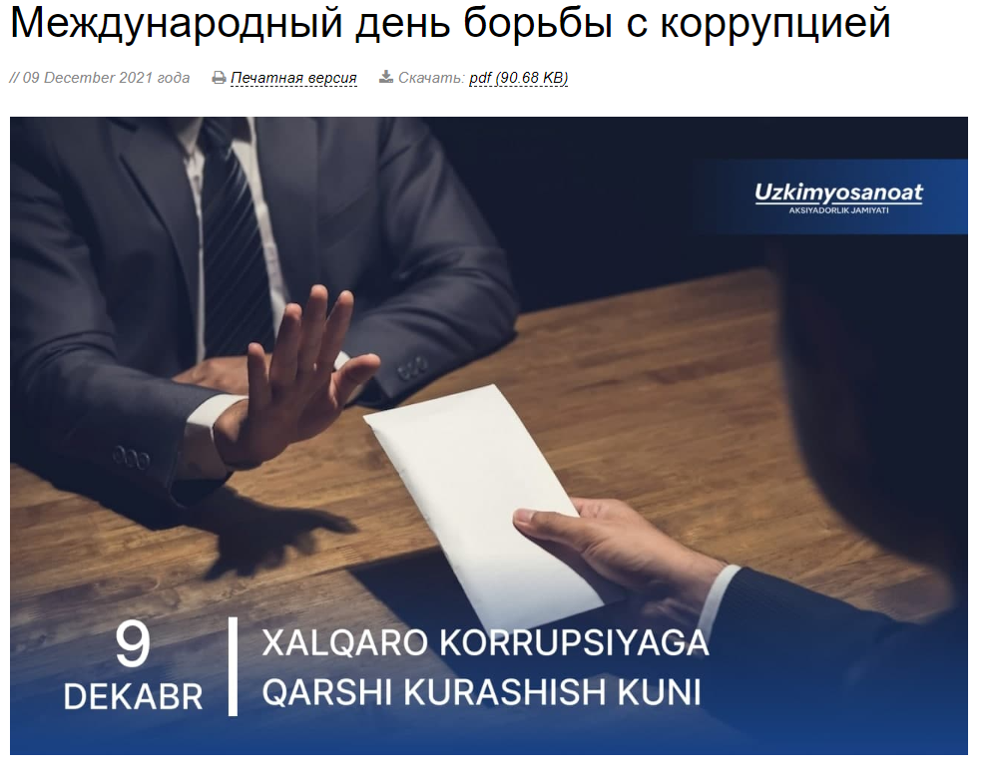 Международный день борьбы с коррупцией
// 09 December 2021 года Печатная версия Скачать: pdf (90.68 KB)
Uzkimyosanoat
AKSIYADORLIK JAMIYATI
9
DEKABR
XALQARO KORRUPSIYAGA
QARSHI KURASHISH KUNI